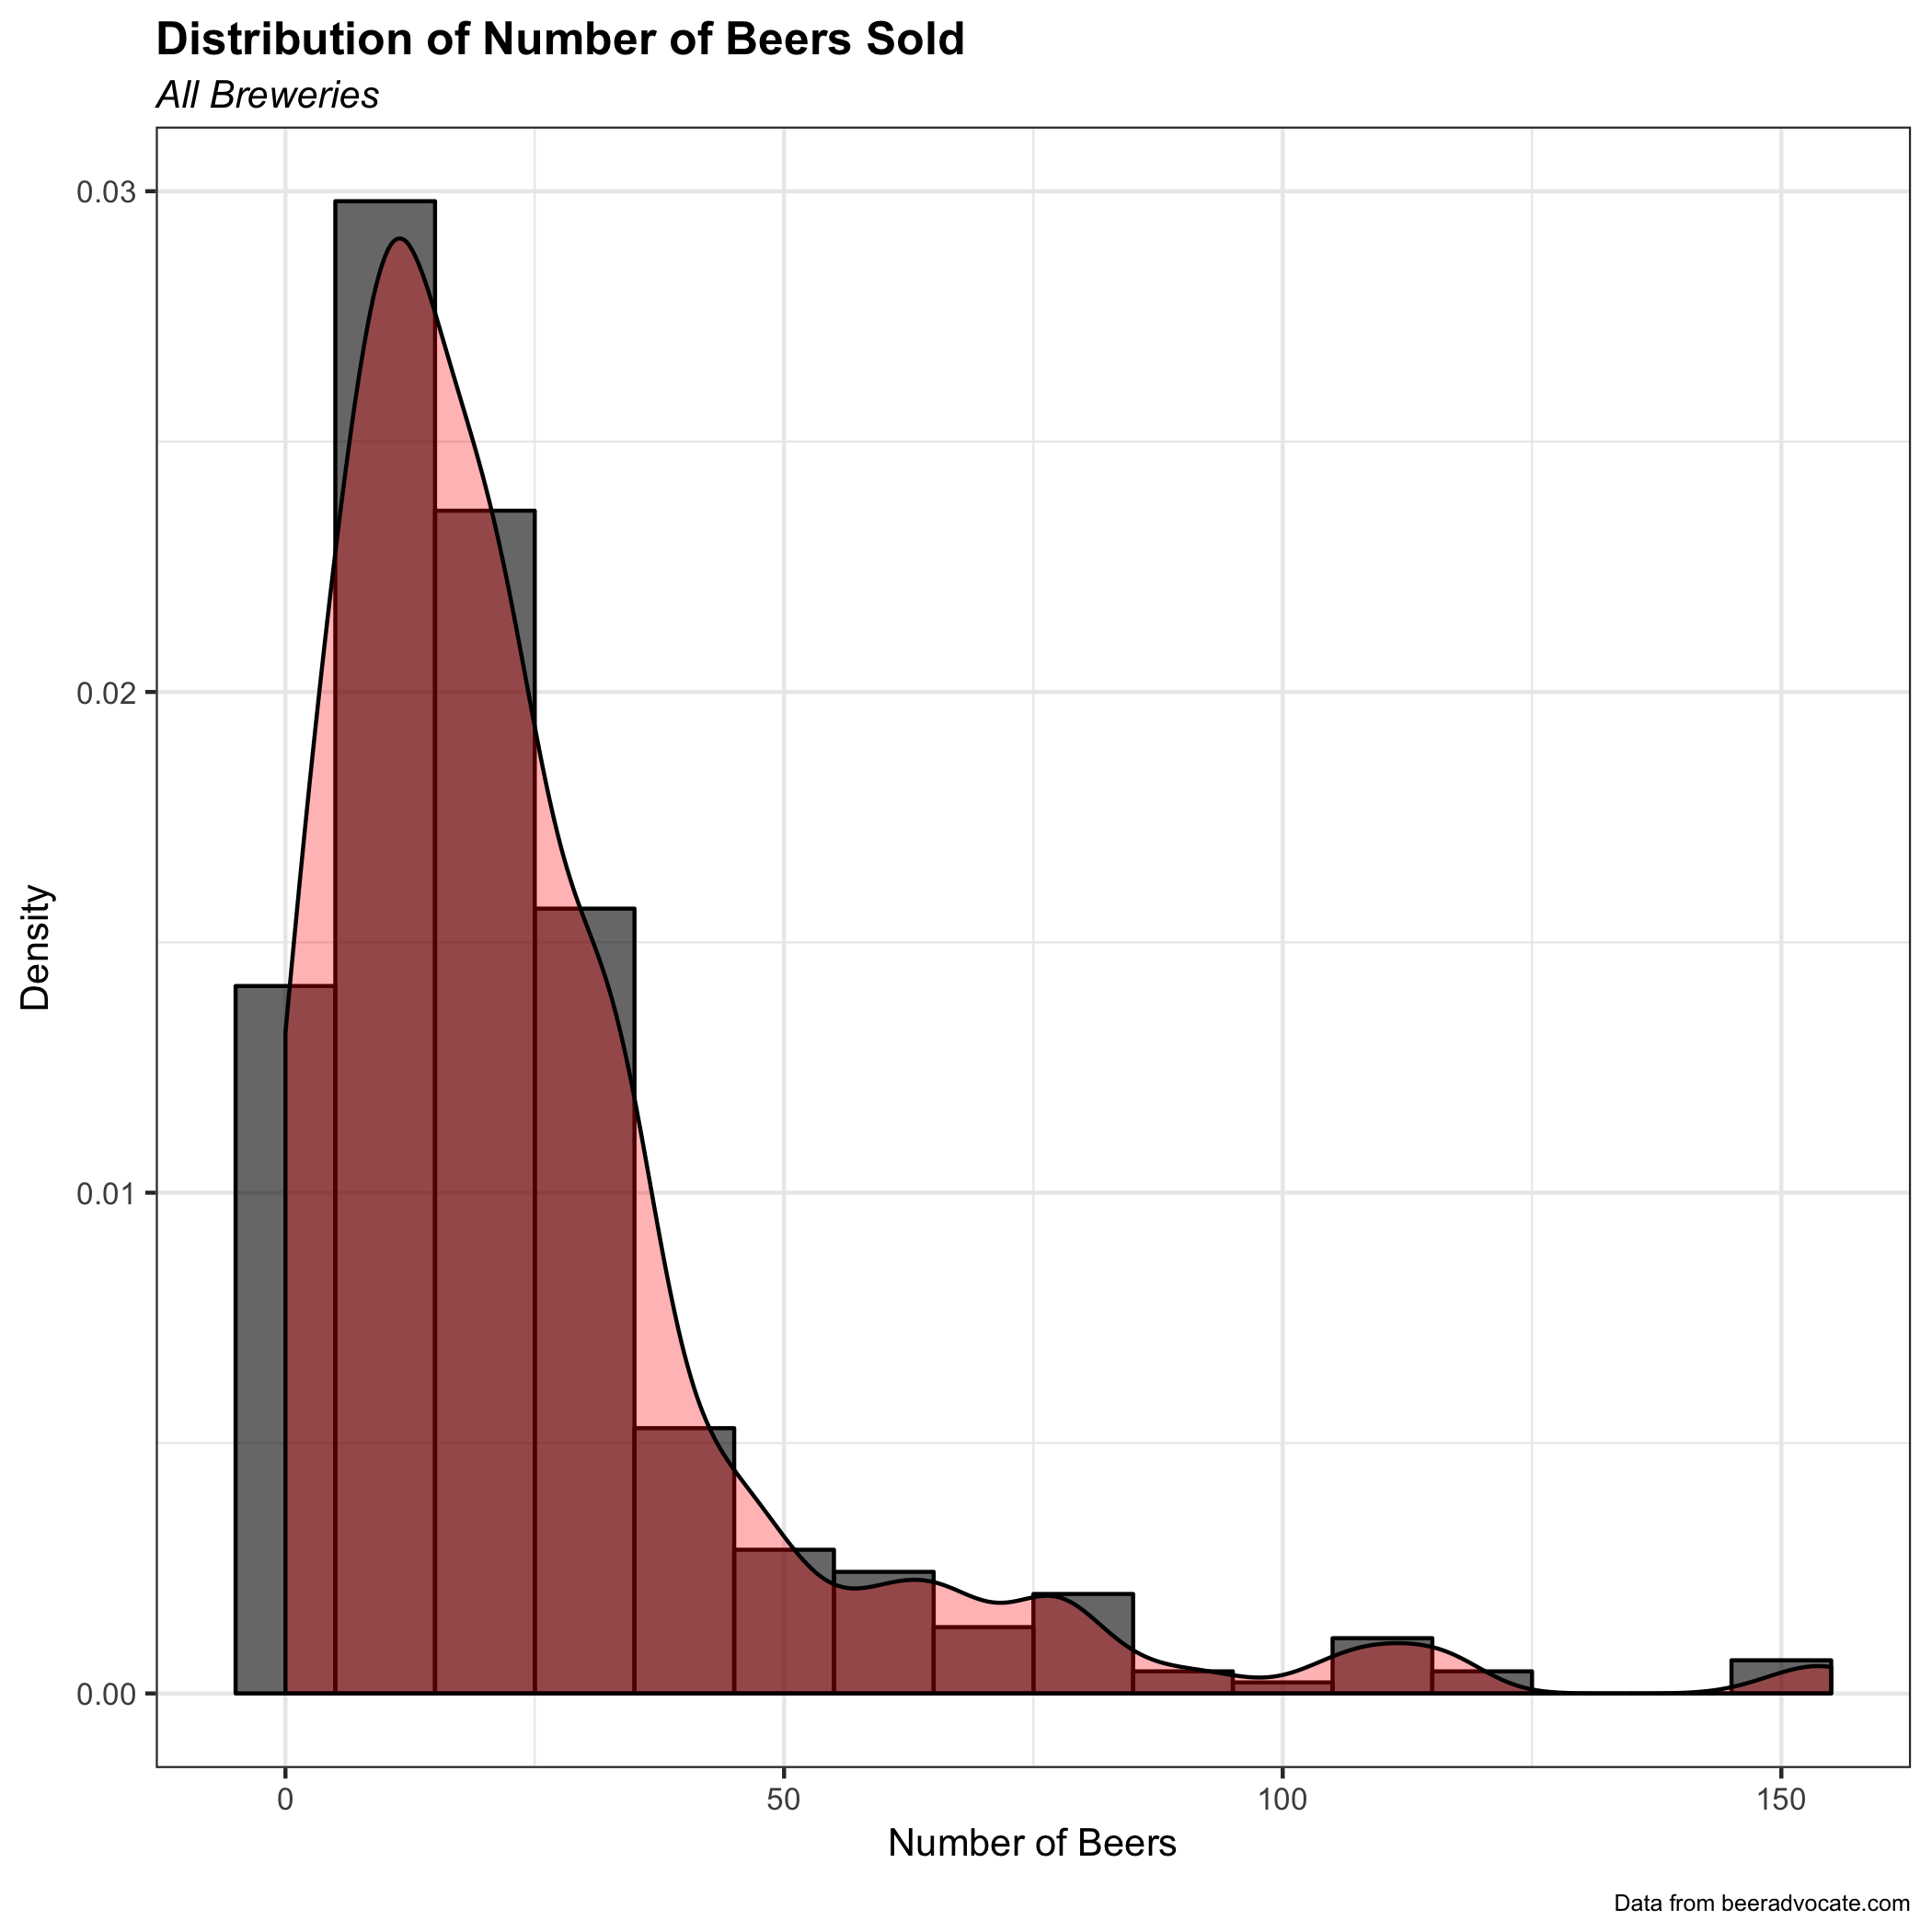 Distribution of Number of Beers Sold
All Breweries
Density
0.03
0.02
0.01
0.00
0 50 100 150
Number of Beers
Data from beeradvocate.com